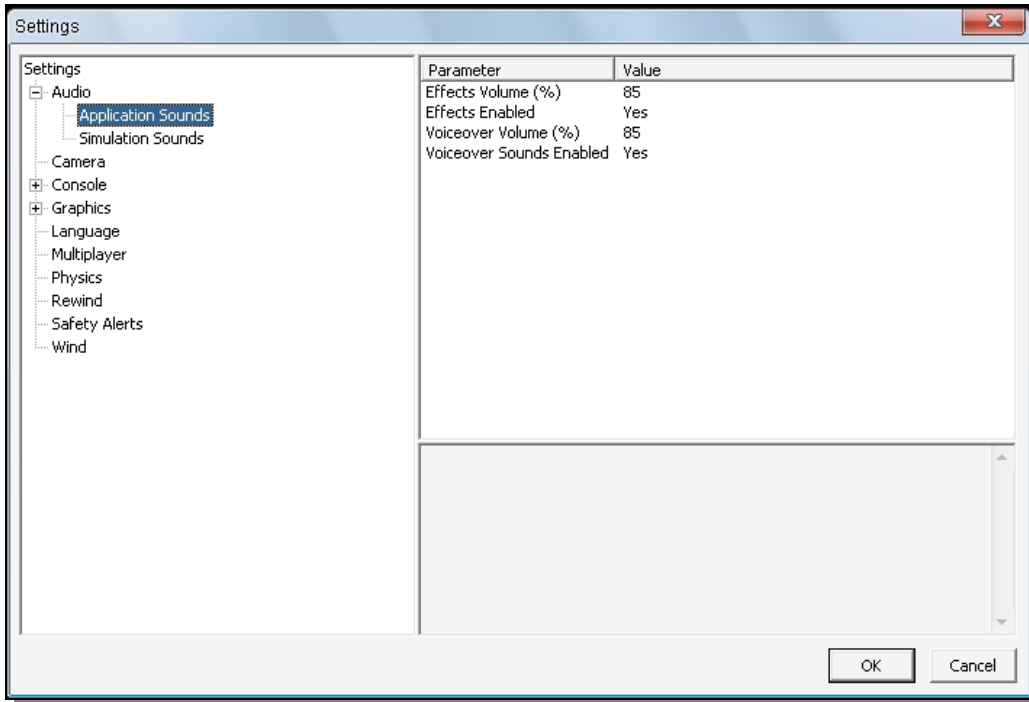 Settings
Settings
Audio
Application Sounds
Simulation Sounds
Camera
Console
Graphics
Language
Multiplayer
Physics
Rewind
Safety Alerts
Wind
Parameter Value
Effects Volume (%) 85
Effects Enabled Yes
Voiceover Volume (%) 85
Voiceover Sounds Enabled Yes
OK Cancel